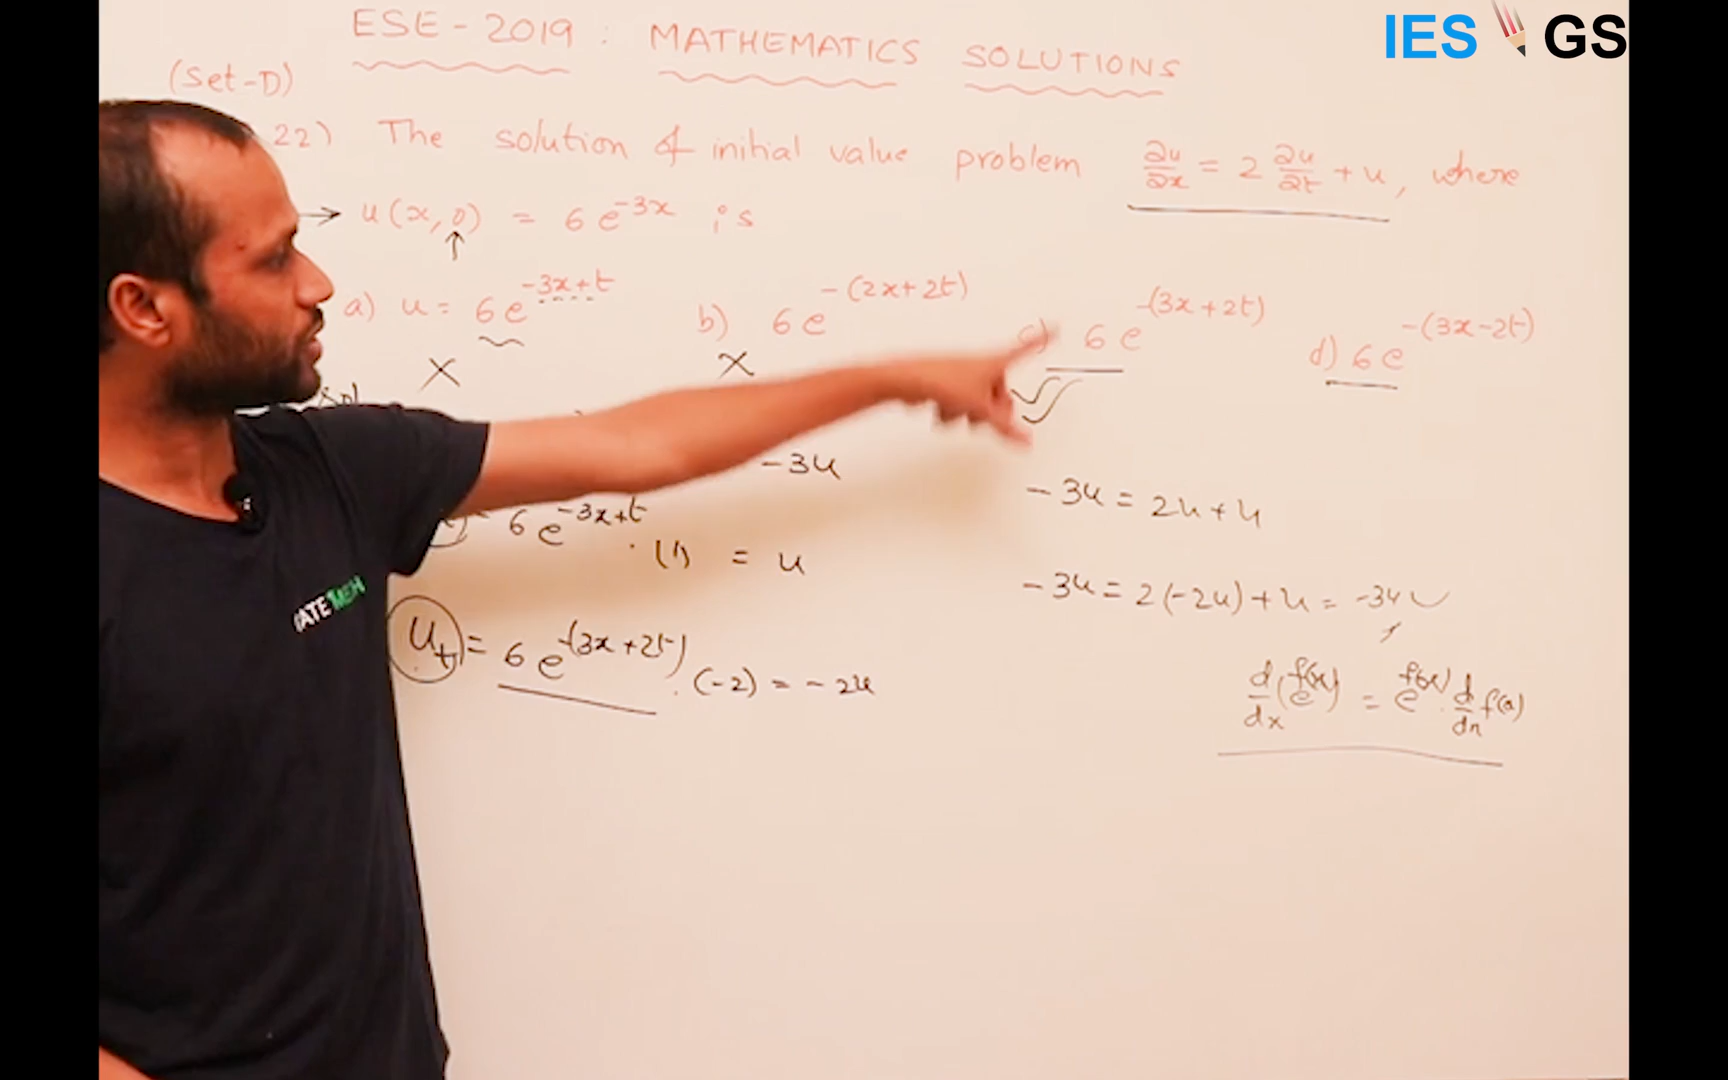 IES GS
ESE - 2019 : MATHEMATICS SOLUTIONS
(Set-D)
22) The solution of initial value problem ∂u/∂x = 2 ∂u/∂t + u, where
→ u(x,0) = 6e^-3x is
↑
a) u = 6e^-3x+t b) 6e^-(2x+2t) c) 6e^-(3x+2t) d) 6e^-(3x-2t)
X X ✓✓
-3u
-3u = 2u+u
= 6e^-3x+t . (1) = u
-3u = 2(-2u)+u = -3u ✓
u_t = 6e^-(3x+2t) . (-2) = -2u
d/dx (e^f(x)) = e^f(x) . d/dx f(x)
ATE MECH